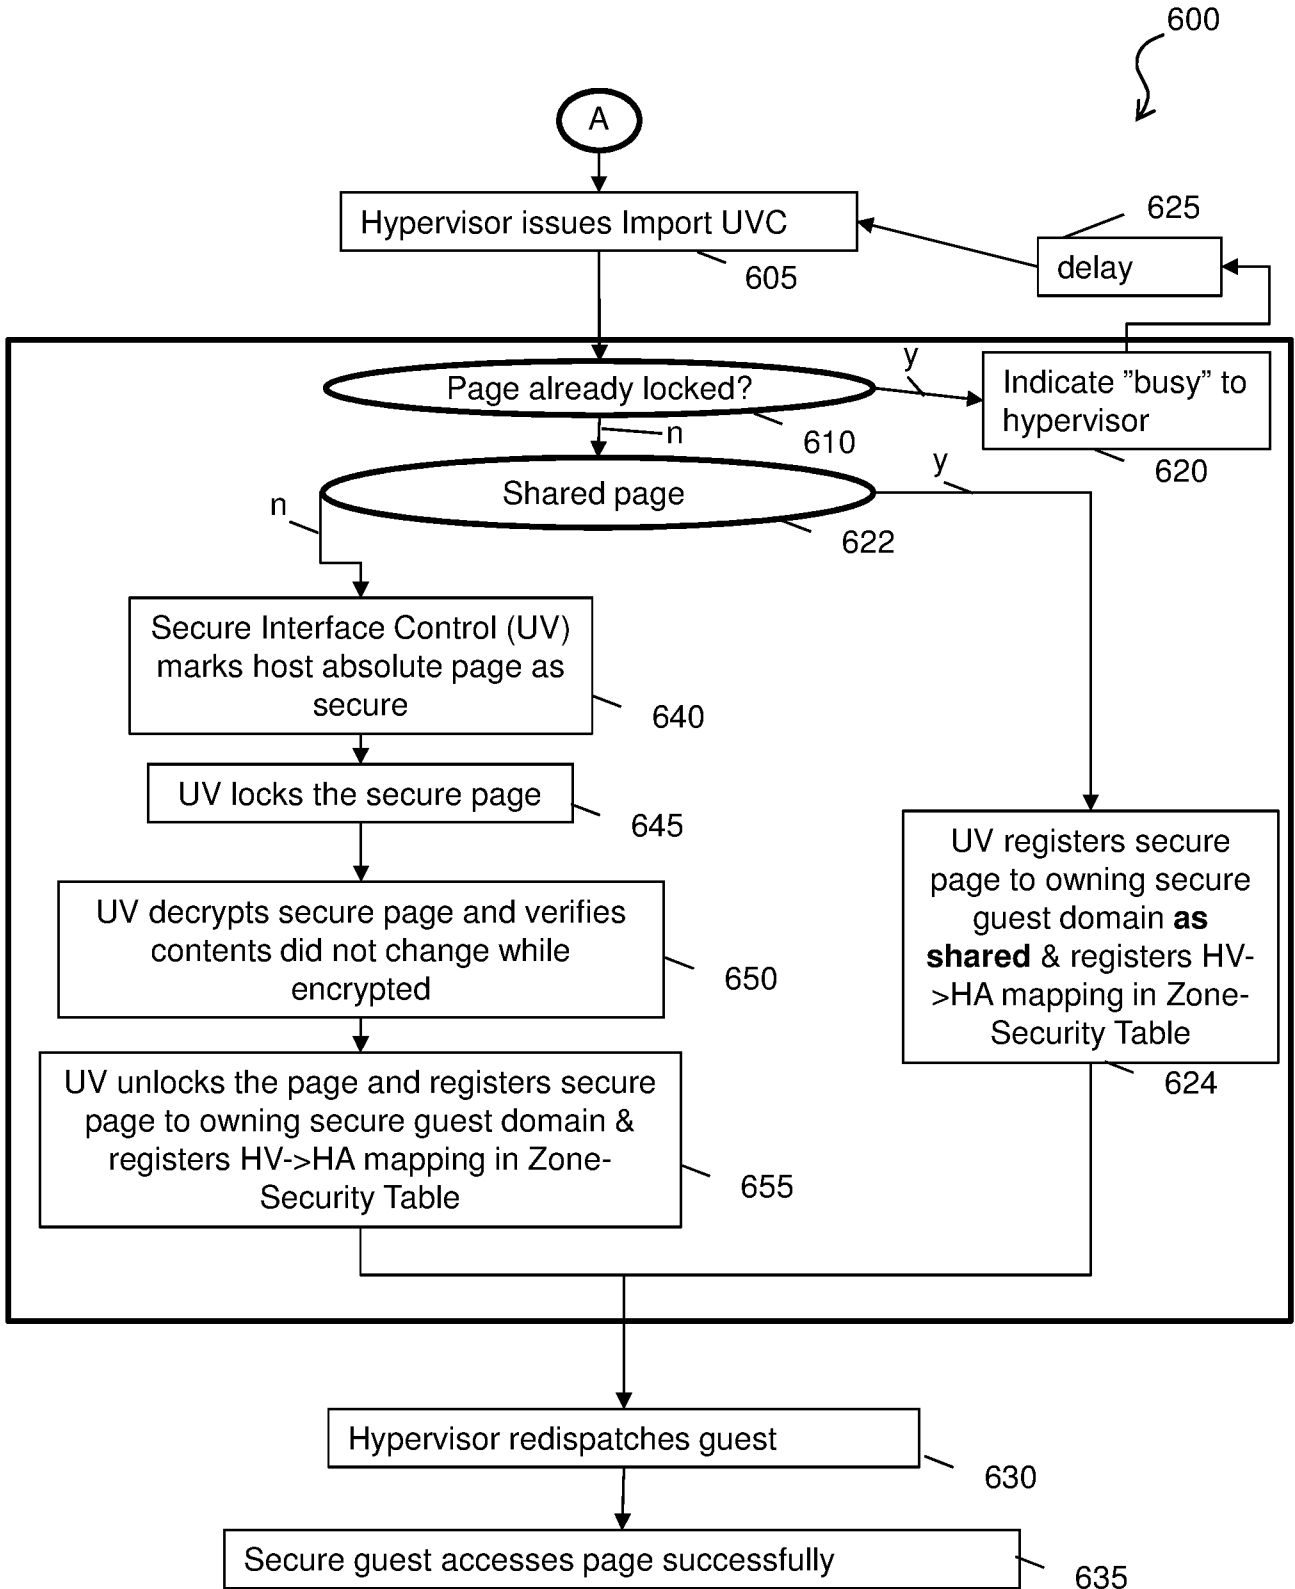 600
A
Hypervisor issues Import UVC
605
625
delay
Page already locked?
610
y
Indicate ”busy” to
hypervisor
620
n
Shared page
622
y
n
Secure Interface Control (UV)
marks host absolute page as
secure
640
UV locks the secure page
645
UV decrypts secure page and verifies
contents did not change while
encrypted
650
UV unlocks the page and registers secure
page to owning secure guest domain &
registers HV->HA mapping in Zone-
Security Table
655
UV registers secure
page to owning secure
guest domain as
shared & registers HV-
>HA mapping in Zone-
Security Table
624
Hypervisor redispatches guest
630
Secure guest accesses page successfully
635